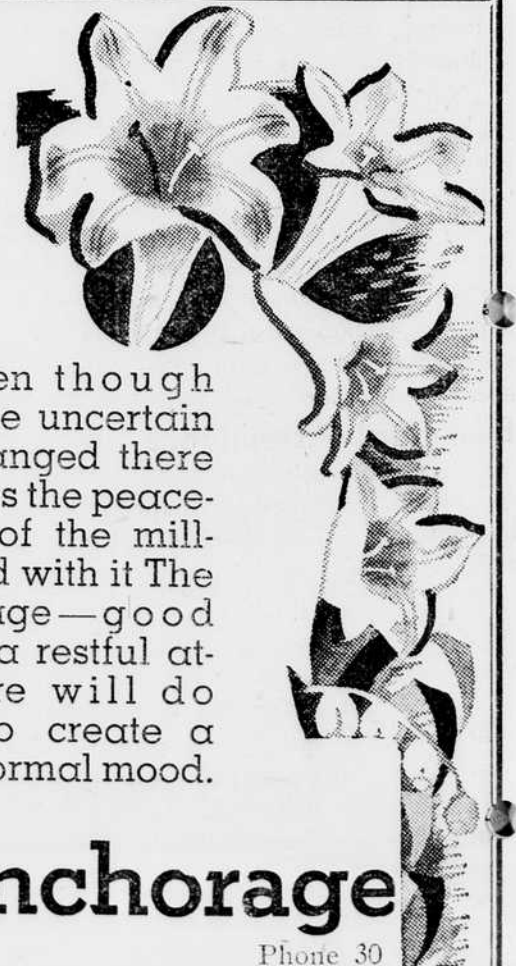 en though
e uncertain
anged there
s the peace-
of the mill-
d with it The
age—good
a restful at-
re will do
o create a
ormal mood.
nchorage
Phone 30